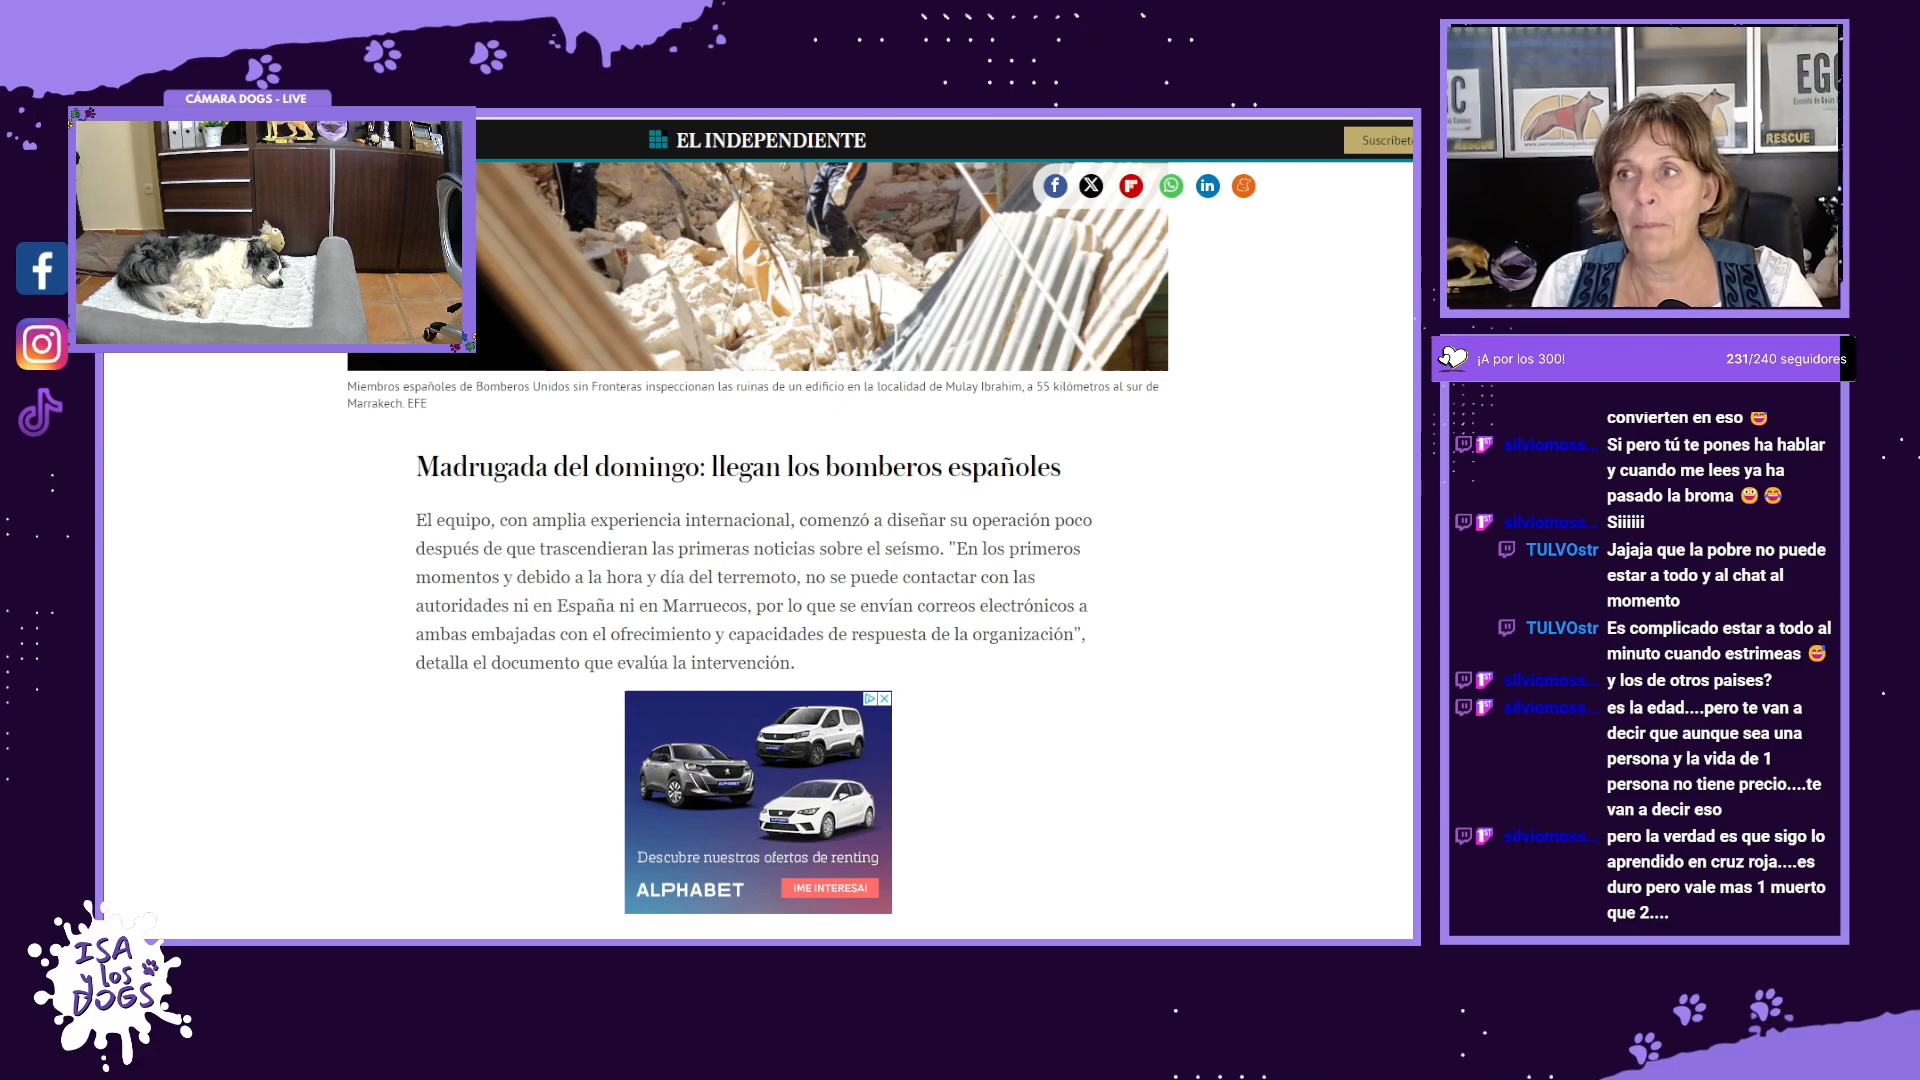 CÁMARA DOGS - LIVE
EL INDEPENDIENTE
Suscríbet
Miembros españoles de Bomberos Unidos sin Fronteras inspeccionan las ruinas de un edificio en la localidad de Mulay Ibrahim, a 55 kilómetros al sur de
Marrakech. EFE
Madrugada del domingo: llegan los bomberos españoles
El equipo, con amplia experiencia internacional, comenzó a diseñar su operación poco
después de que trascendieran las primeras noticias sobre el seísmo. "En los primeros
momentos y debido a la hora y día del terremoto, no se puede contactar con las
autoridades ni en España ni en Marruecos, por lo que se envían correos electrónicos a
ambas embajadas con el ofrecimiento y capacidades de respuesta de la organización",
detalla el documento que evalúa la intervención.
Descubre nuestras ofertas de renting
ALPHABET
¡ME INTERESA!
ISA
y los
DOGS
EGC
RESCUE
RESCUE
¡A por los 300!
231/240 seguidores
convierten en eso 😅
silviomoss... Si pero tú te pones ha hablar
y cuando me lees ya ha
pasado la broma 😀 😂
silviomoss... Siiiiii
TULVOstr Jajaja que la pobre no puede
estar a todo y al chat al
momento
TULVOstr Es complicado estar a todo al
minuto cuando estrimeas 😅
silviomoss... y los de otros paises?
silviomoss... es la edad....pero te van a
decir que aunque sea una
persona y la vida de 1
persona no tiene precio....te
van a decir eso
silviomoss... pero la verdad es que sigo lo
aprendido en cruz roja....es
duro pero vale mas 1 muerto
que 2....